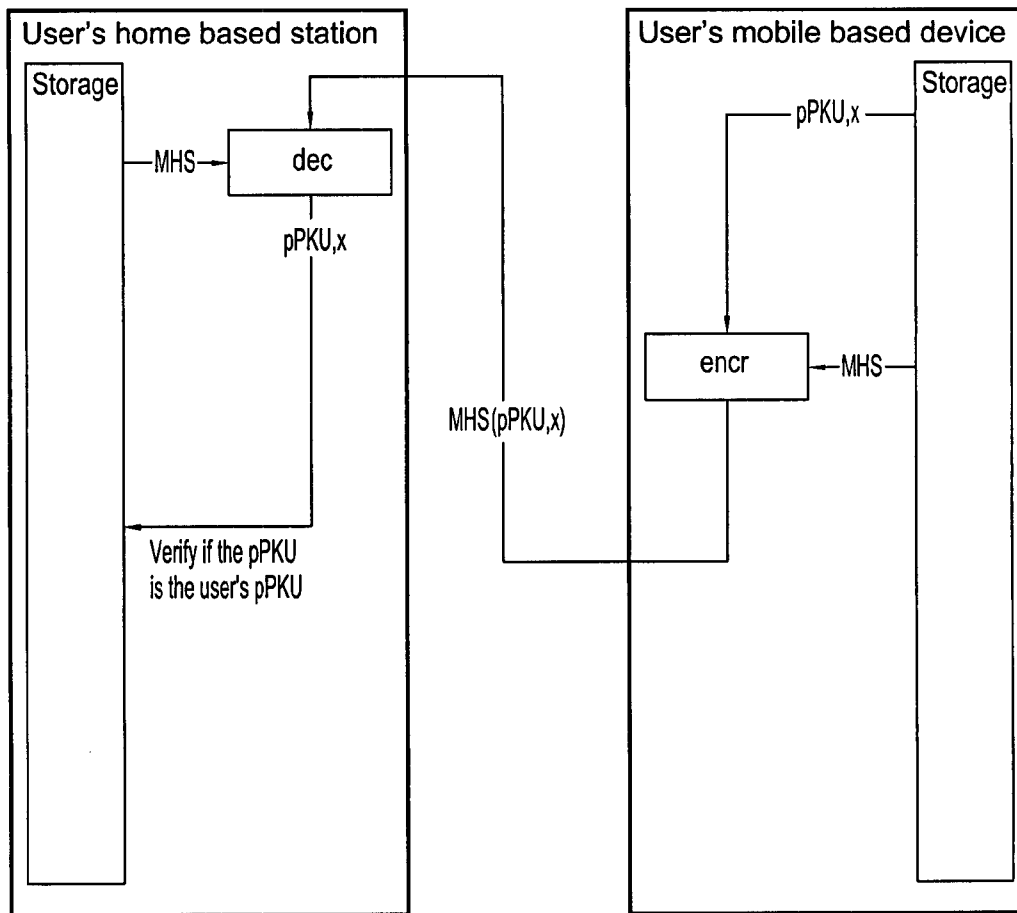 User's home based station
Storage
MHS
dec
pPKU,x
Verify if the pPKU
is the user's pPKU
MHS(pPKU,x)
User's mobile based device
Storage
pPKU,x
encr
MHS